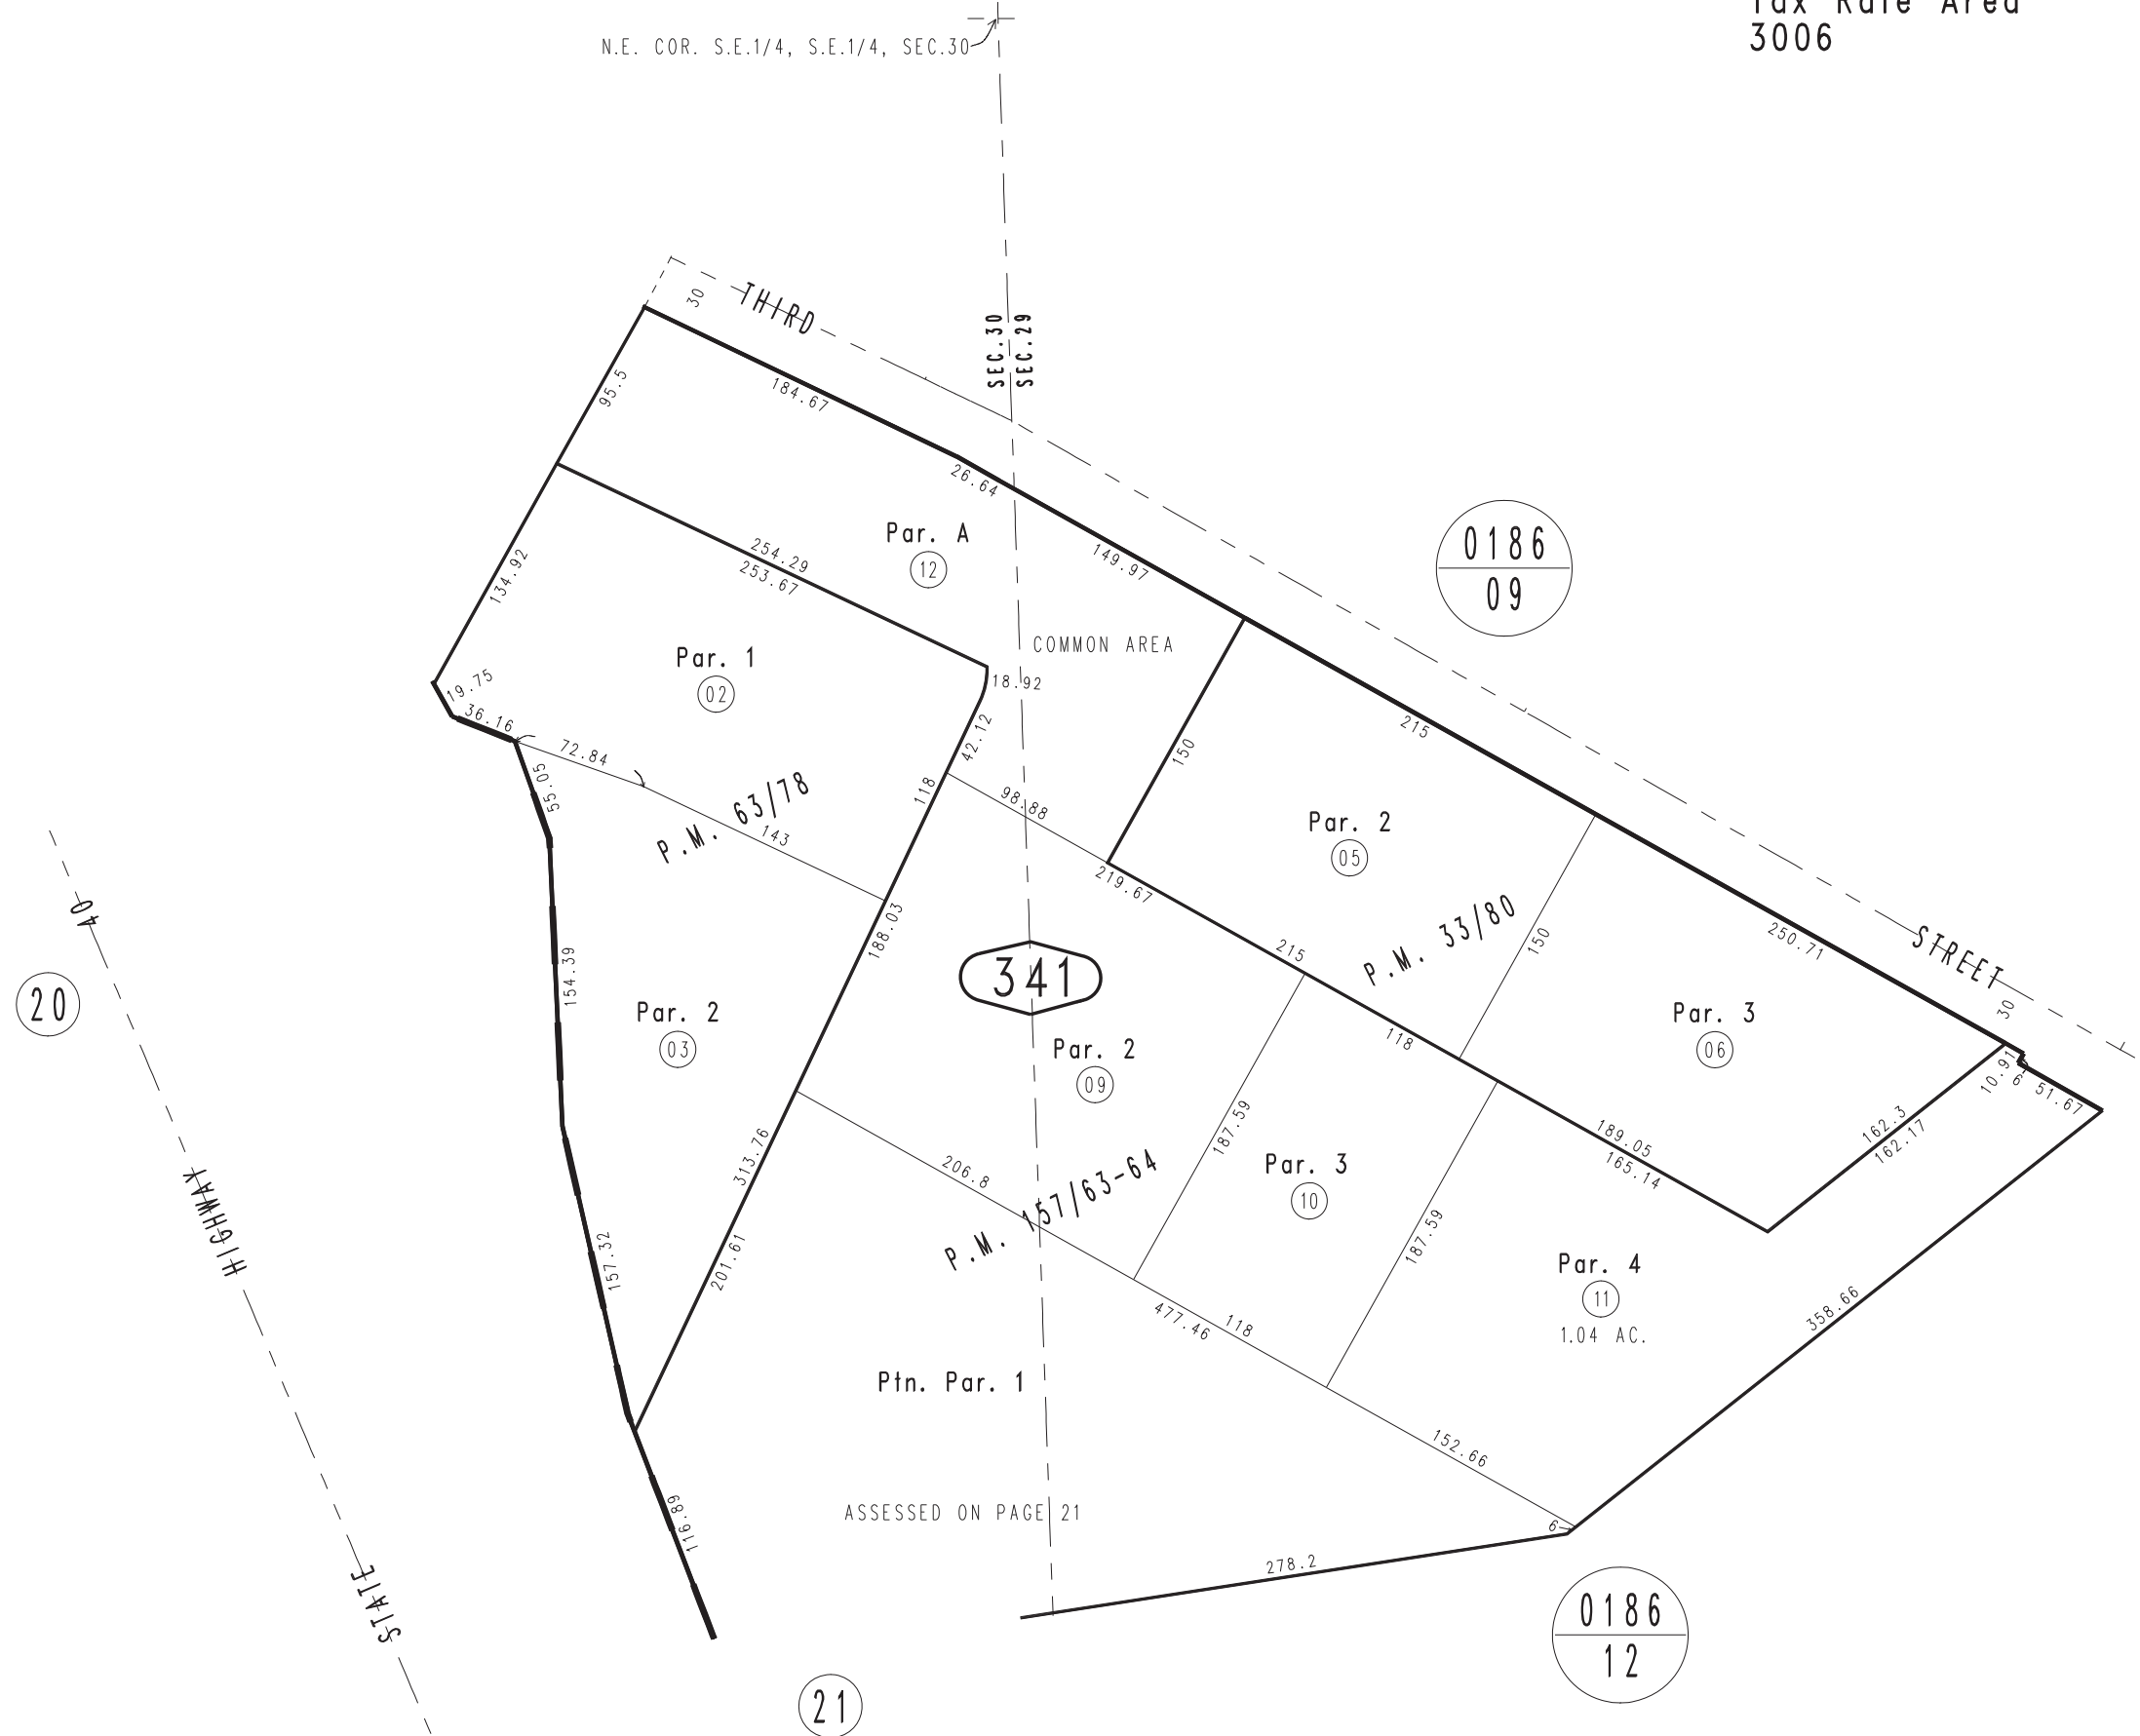 Tax Rate Area
3006
N.E. COR. S.E.1/4, S.E.1/4, SEC.30
30
THIRD
SEC.30
SEC.29
95.5
184.67
26.64
Par. A
12
149.97
0186
09
134.92
254.29
253.67
COMMON AREA
Par. 1
02
19.75
36.16
18.92
42.12
72.84
55.05
118
98.88
150
215
P.M. 63/78
143
Par. 2
05
219.67
188.03
40
20
154.39
341
215
P.M. 33/80
150
250.71
STREET
30
Par. 2
03
Par. 2
09
118
Par. 3
06
10.91
6
51.67
313.76
187.59
189.05
165.14
162.3
162.17
206.8
P.M. 157/63-64
Par. 3
10
HIGHWAY
157.32
201.61
187.59
Par. 4
11
1.04 AC.
358.66
477.46
118
Ptn. Par. 1
152.66
116.89
ASSESSED ON PAGE 21
6
278.2
STATE
0186
12
21